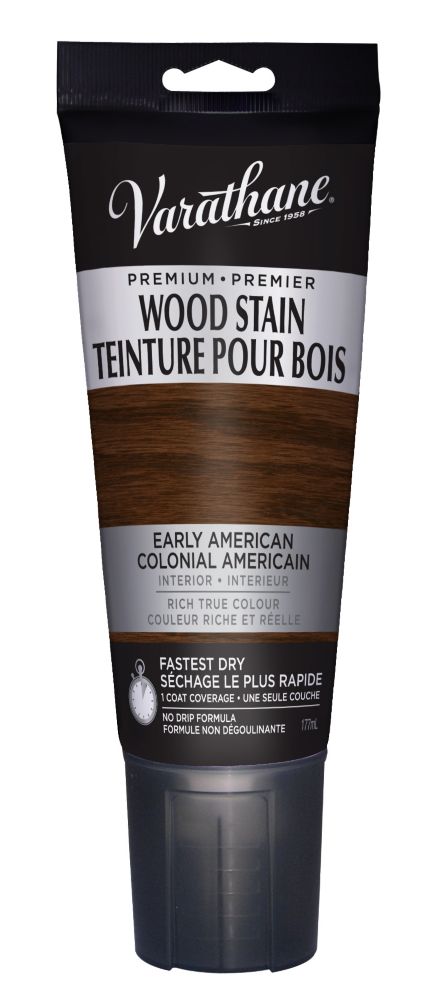 Varathane®
SINCE 1958
PREMIUM • PREMIER
WOOD STAIN
TEINTURE POUR BOIS
EARLY AMERICAN
COLONIAL AMERICAIN
INTERIOR • INTERIEUR
RICH TRUE COLOUR
COULEUR RICHE ET RÉELLE
FASTEST DRY
SÉCHAGE LE PLUS RAPIDE
1 COAT COVERAGE • UNE SEULE COUCHE
NO DRIP FORMULA
FORMULE NON DÉGOULINANTE
177mL